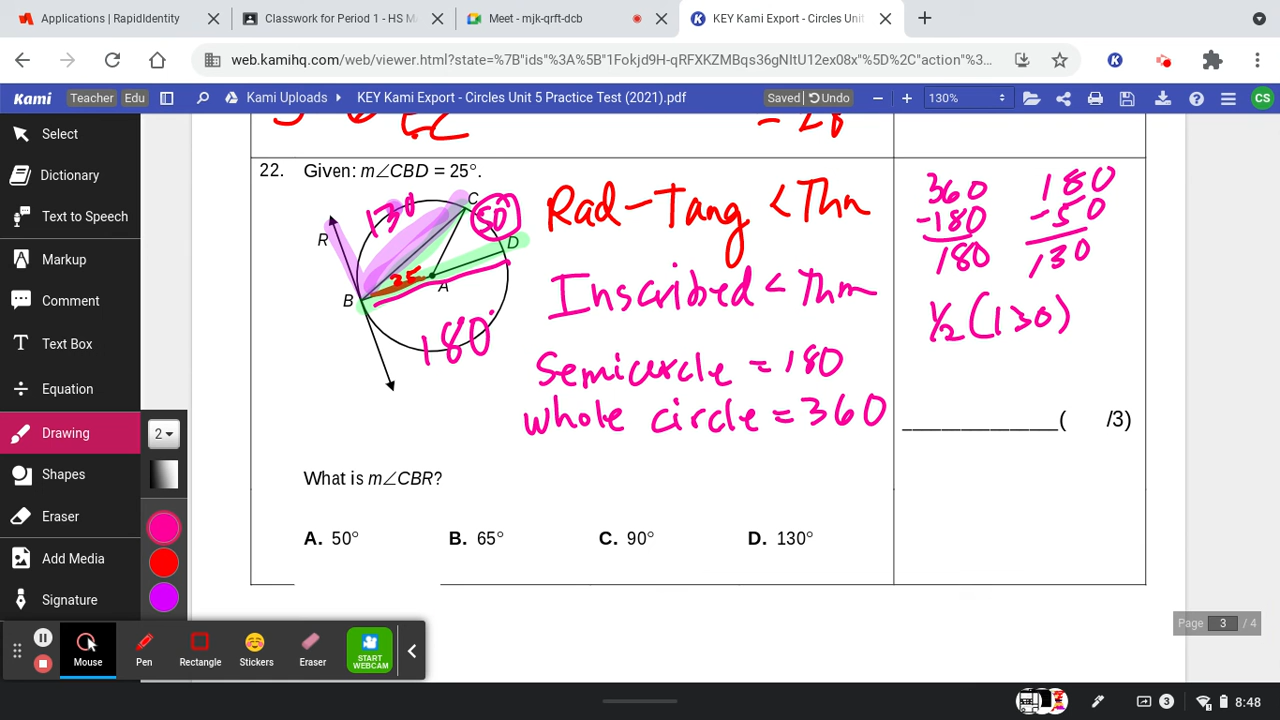 Applications | RapidIdentity
Classwork for Period 1 - HS M
Meet - mjk-qrft-dcb
KEY Kami Export - Circles Unit
web.kamihq.com/web/viewer.html?state=%7B"ids"%3A%5B"1Fokjd9H-qRFXKZMBqs36gNItU12ex08x"%5D%2C"action"%3...
Kami
Teacher
Edu
Kami Uploads
KEY Kami Export - Circles Unit 5 Practice Test (2021).pdf
Saved
Undo
130%
CS
Select
Dictionary
Text to Speech
Markup
Comment
Text Box
Equation
Drawing
Shapes
Eraser
Add Media
Signature
2
= 28
22. Given: m∠CBD = 25°.
C
R
D
B
A
130
50
25
180°
Rad-Tang < Thm
Inscribed < Thm
Semicircle = 180
whole circle = 360
360
-180
180
180
-50
130
1/2 (130)
____________( /3)
What is m∠CBR?
A. 50° B. 65° C. 90° D. 130°
Page 3 / 4
Mouse
Pen
Rectangle
Stickers
Eraser
START WEBCAM
3
8:48